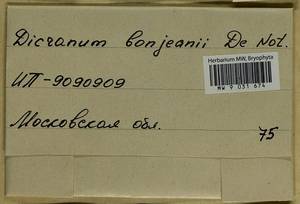 Dicranum bonjeanii De Not.
Herbarium MW, Bryophyta
MW 9 031 674
ИП-9090909
Московская обл.
75